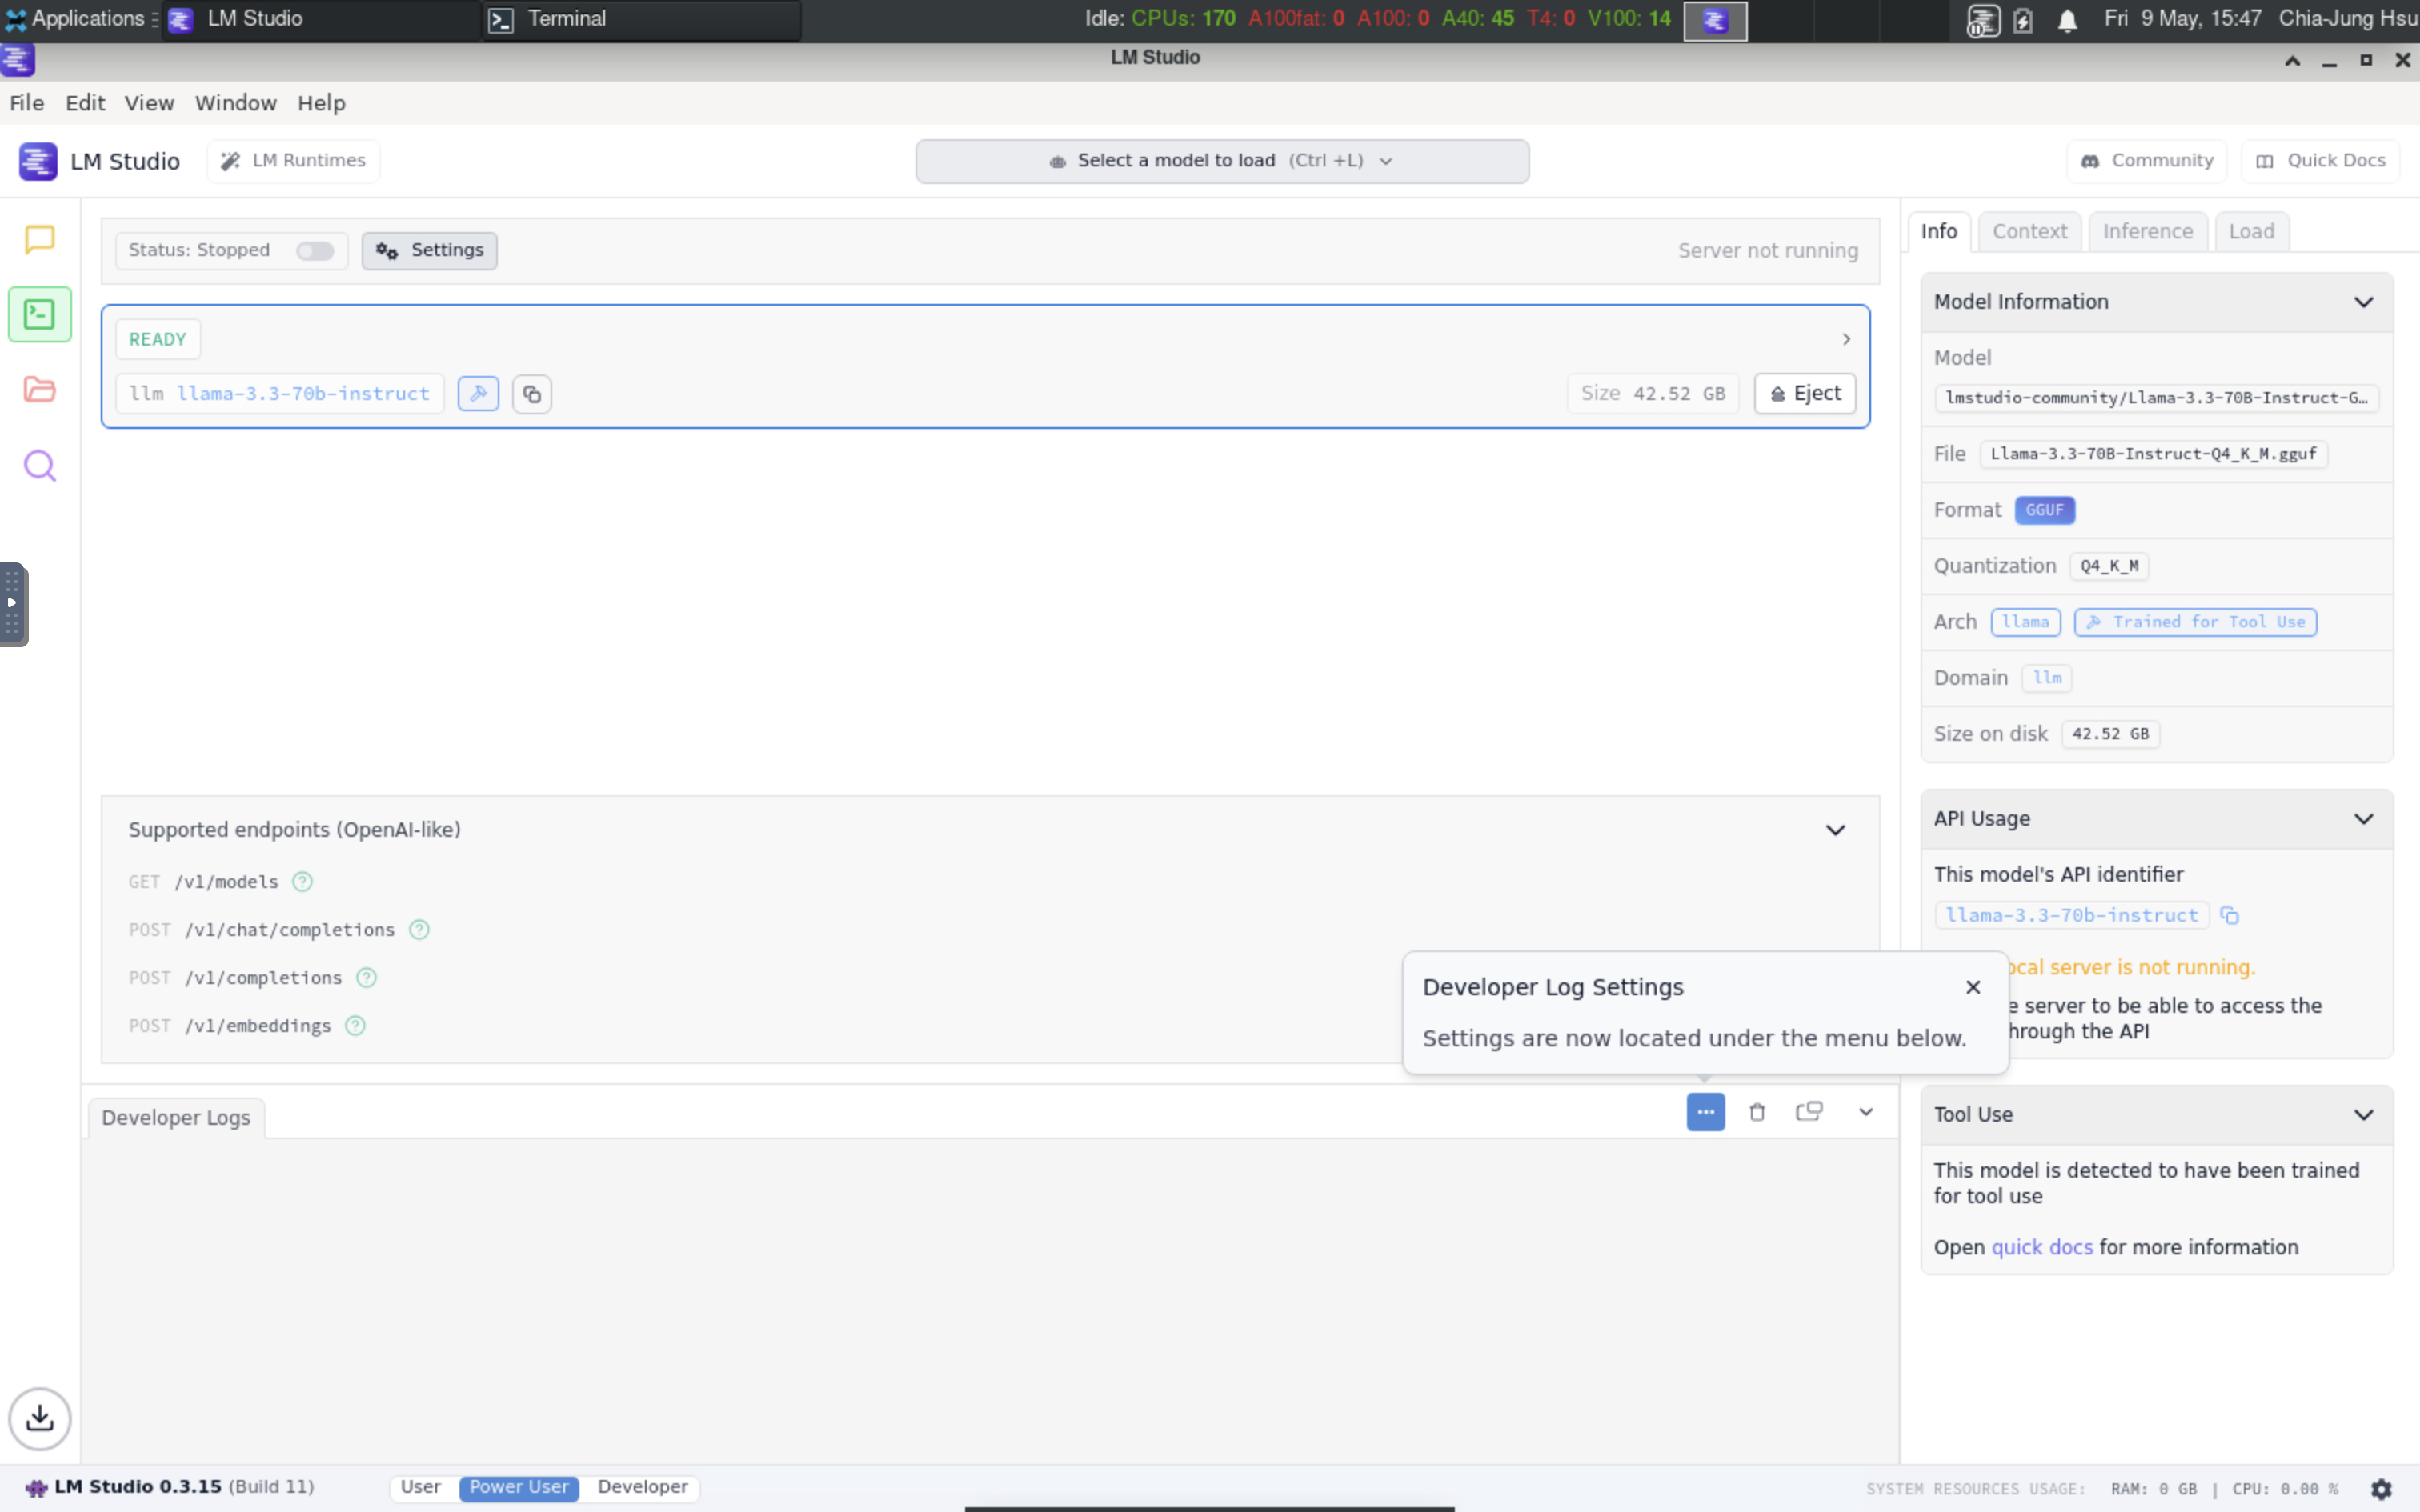 Applications LM Studio Terminal Idle: CPUs: 170 A100fat: 0 A100: 0 A40: 45 T4: 0 V100: 14 Fri 9 May, 15:47 Chia-Jung Hsu
LM Studio
File Edit View Window Help
LM Studio LM Runtimes Select a model to load (Ctrl +L) Community Quick Docs
Status: Stopped Settings Server not running
READY
llm llama-3.3-70b-instruct Size 42.52 GB Eject
Supported endpoints (OpenAI-like)
GET /v1/models
POST /v1/chat/completions
POST /v1/completions
POST /v1/embeddings
Developer Log Settings
Settings are now located under the menu below.
Developer Logs
Info Context Inference Load
Model Information
Model
lmstudio-community/Llama-3.3-70B-Instruct-G…
File Llama-3.3-70B-Instruct-Q4_K_M.gguf
Format GGUF
Quantization Q4_K_M
Arch llama Trained for Tool Use
Domain llm
Size on disk 42.52 GB
API Usage
This model's API identifier
llama-3.3-70b-instruct
ocal server is not running.
e server to be able to access the
hrough the API
Tool Use
This model is detected to have been trained
for tool use
Open quick docs for more information
LM Studio 0.3.15 (Build 11) User Power User Developer SYSTEM RESOURCES USAGE: RAM: 0 GB | CPU: 0.00 %